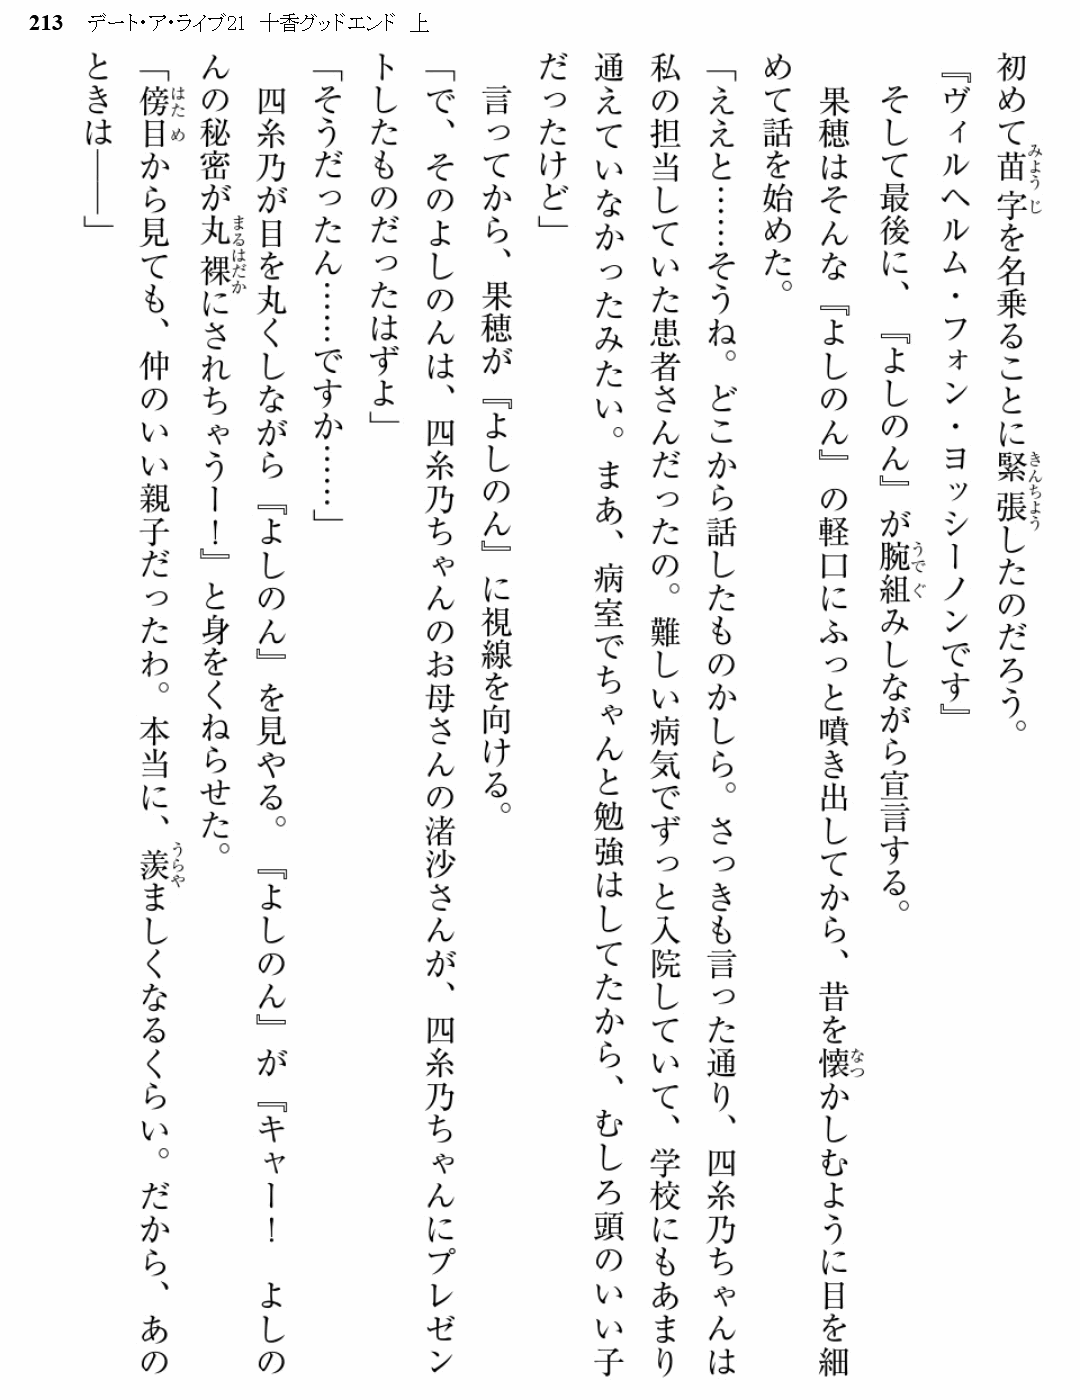 213 デート・ア・ライブ21 十香グッドエンド 上
初めて苗字を名乗ることに緊張したのだろう。
『ヴィルヘルム・フォン・ヨッシーノンです』
そして最後に、『よしのん』が腕組みしながら宣言する。
果穂はそんな『よしのん』の軽口にふっと噴き出してから、昔を懐かしむように目を細
めて話を始めた。
「ええと……そうね。どこから話したものかしら。さっきも言った通り、四糸乃ちゃんは
私の担当していた患者さんだったの。難しい病気でずっと入院していて、学校にもあまり
通えていなかったみたい。まあ、病室でちゃんと勉強はしてたから、むしろ頭のいい子
だったけど」
言ってから、果穂が『よしのん』に視線を向ける。
「で、そのよしのんは、四糸乃ちゃんのお母さんの渚沙さんが、四糸乃ちゃんにプレゼン
トしたものだったはずよ」
「そうだったん……ですか……」
四糸乃が目を丸くしながら『よしのん』を見やる。『よしのん』が『キャー！　よしの
んの秘密が丸裸にされちゃうー！』と身をくねらせた。
「傍目から見ても、仲のいい親子だったわ。本当に、羨ましくなるくらい。だから、あの
ときは――」